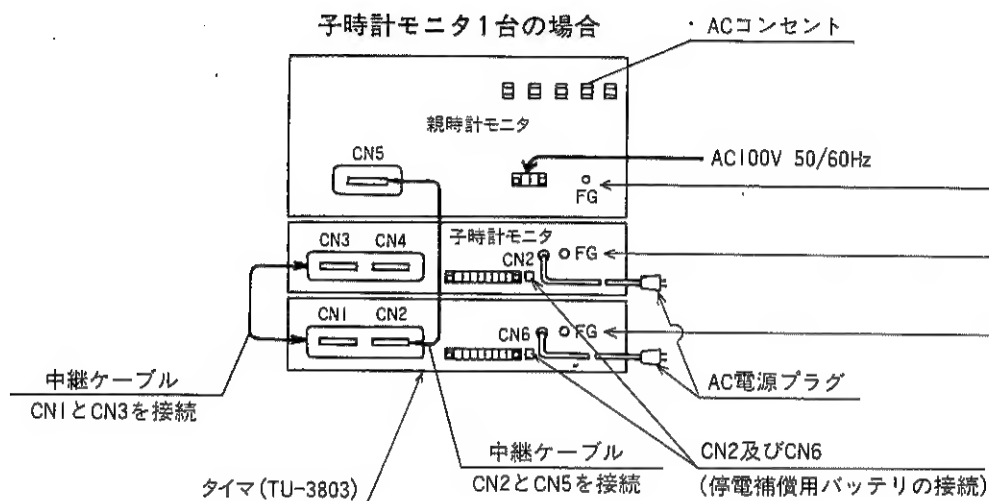 子時計モニタ1台の場合
ACコンセント
親時計モニタ
CN5
AC100V 50/60Hz
FG
子時計モニタ
CN3 CN4
CN2
FG
CN1 CN2
CN6
FG
中継ケーブル
CN1とCN3を接続
AC電源プラグ
中継ケーブル
CN2とCN5を接続
CN2及びCN6
(停電補償用バッテリの接続)
タイマ(TU-3803)